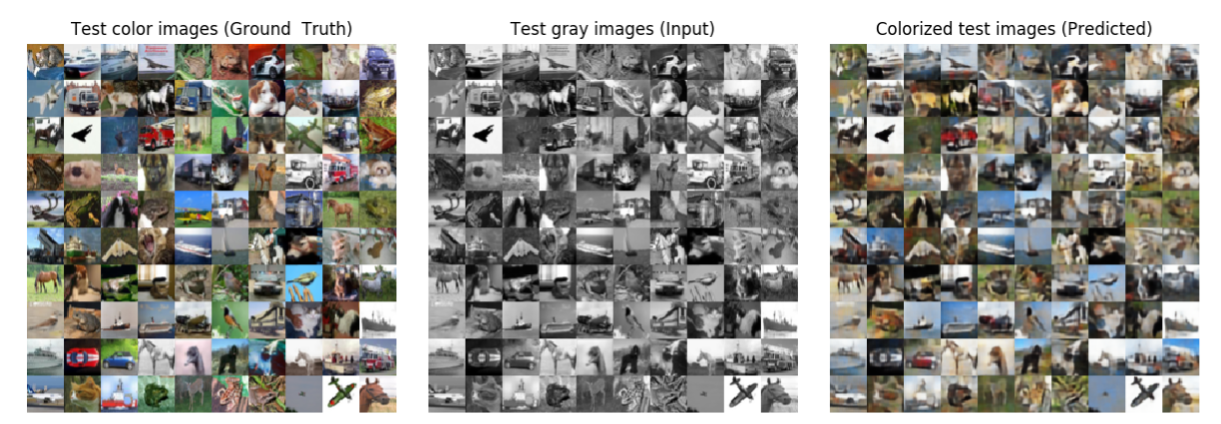 Test color images (Ground  Truth)
Test gray images (Input)
Colorized test images (Predicted)